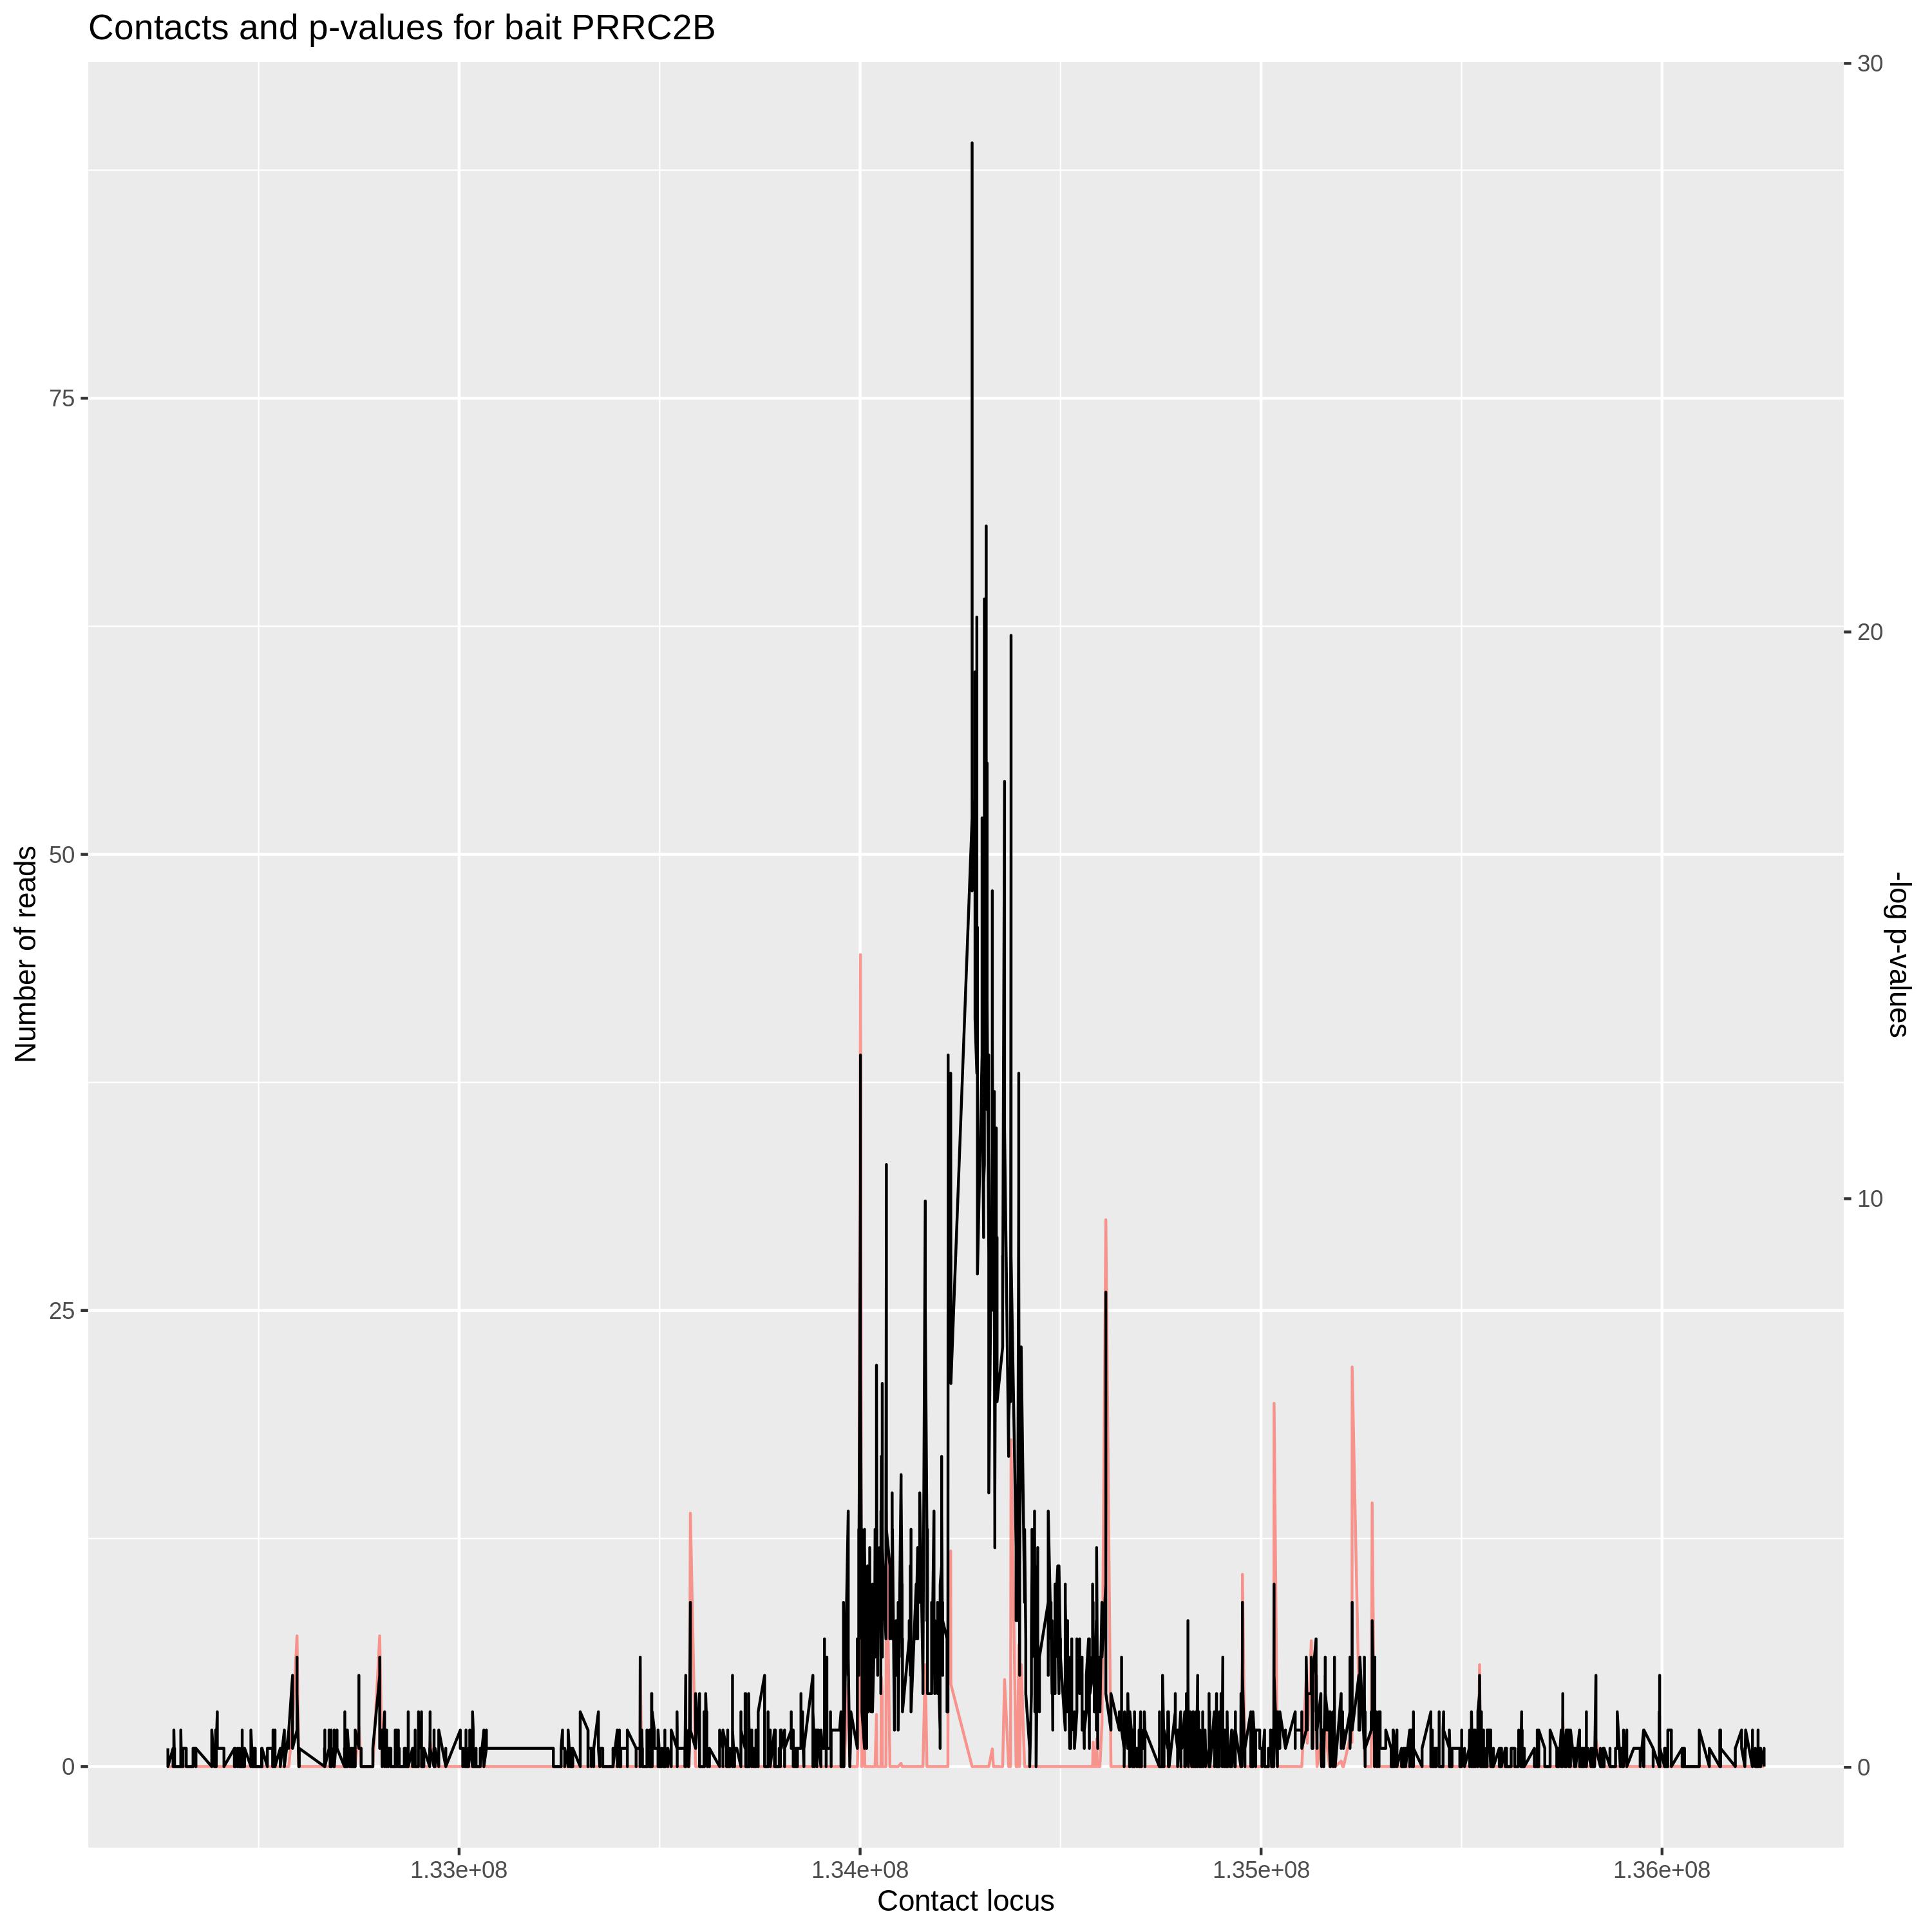 Contacts and p-values for bait PRRC2B
30
75
20
50
Number of reads
-log p-values
10
25
0
0
1.33e+08
1.34e+08
1.35e+08
1.36e+08
Contact locus